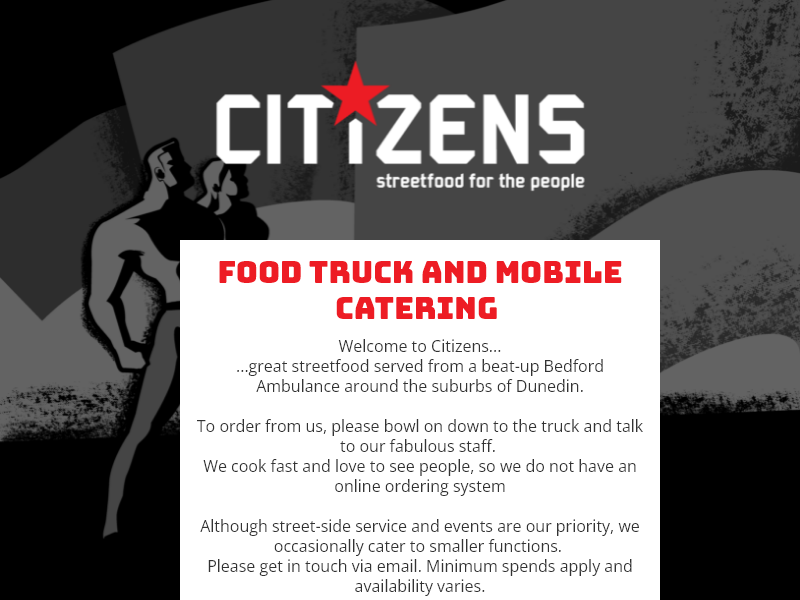 CITIZENS
streetfood for the people
FOOD TRUCK AND MOBILE
CATERING
Welcome to Citizens...
...great streetfood served from a beat-up Bedford
Ambulance around the suburbs of Dunedin.
To order from us, please bowl on down to the truck and talk
to our fabulous staff.
We cook fast and love to see people, so we do not have an
online ordering system
Although street-side service and events are our priority, we
occasionally cater to smaller functions.
Please get in touch via email. Minimum spends apply and
availability varies.